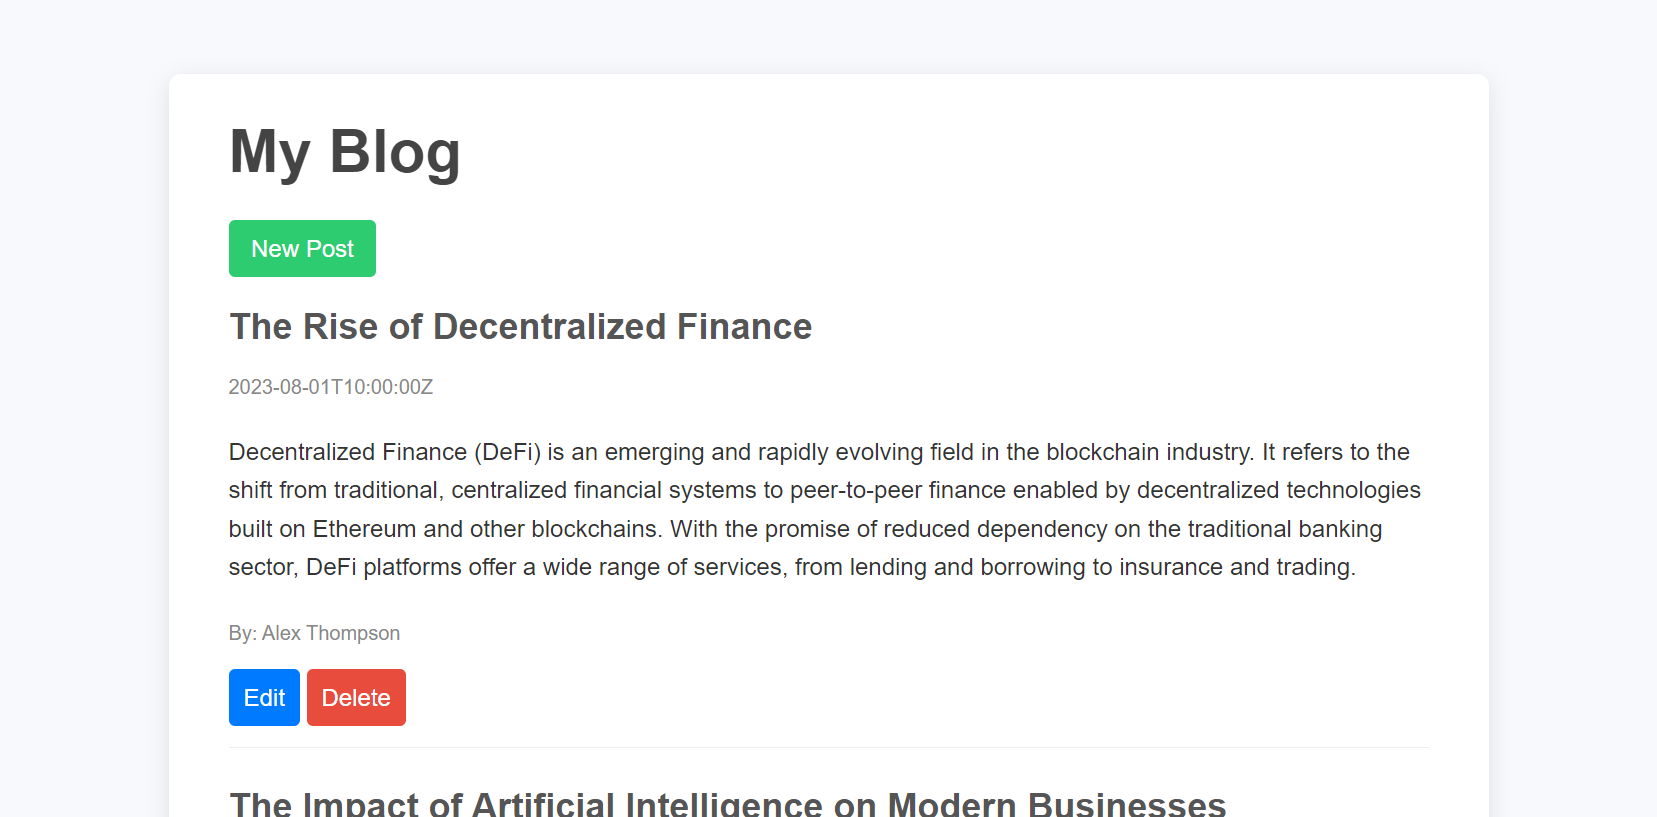 My Blog
New Post
The Rise of Decentralized Finance
2023-08-01T10:00:00Z
Decentralized Finance (DeFi) is an emerging and rapidly evolving field in the blockchain industry. It refers to the
shift from traditional, centralized financial systems to peer-to-peer finance enabled by decentralized technologies
built on Ethereum and other blockchains. With the promise of reduced dependency on the traditional banking
sector, DeFi platforms offer a wide range of services, from lending and borrowing to insurance and trading.
By: Alex Thompson
Edit Delete
The Impact of Artificial Intelligence on Modern Businesses